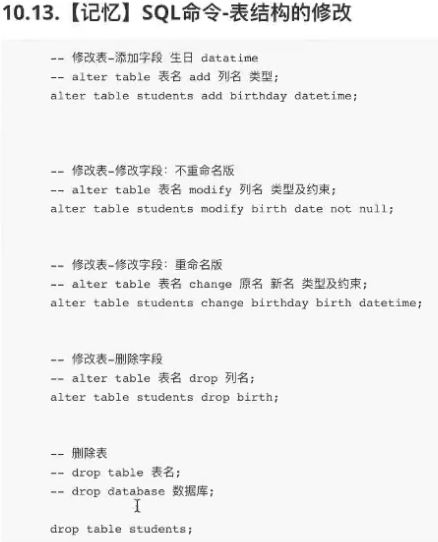 10.13.【记忆】SQL命令-表结构的修改
-- 修改表-添加字段 生日 datatime
-- alter table 表名 add 列名 类型;
alter table students add birthday datetime;
-- 修改表-修改字段：不重命名版
-- alter table 表名 modify 列名 类型及约束;
alter table students modify birth date not null;
-- 修改表-修改字段：重命名版
-- alter table 表名 change 原名 新名 类型及约束;
alter table students change birthday birth datetime;
-- 修改表-删除字段
-- alter table 表名 drop 列名;
alter table students drop birth;
-- 删除表
-- drop table 表名;
-- drop database 数据库;
drop table students;